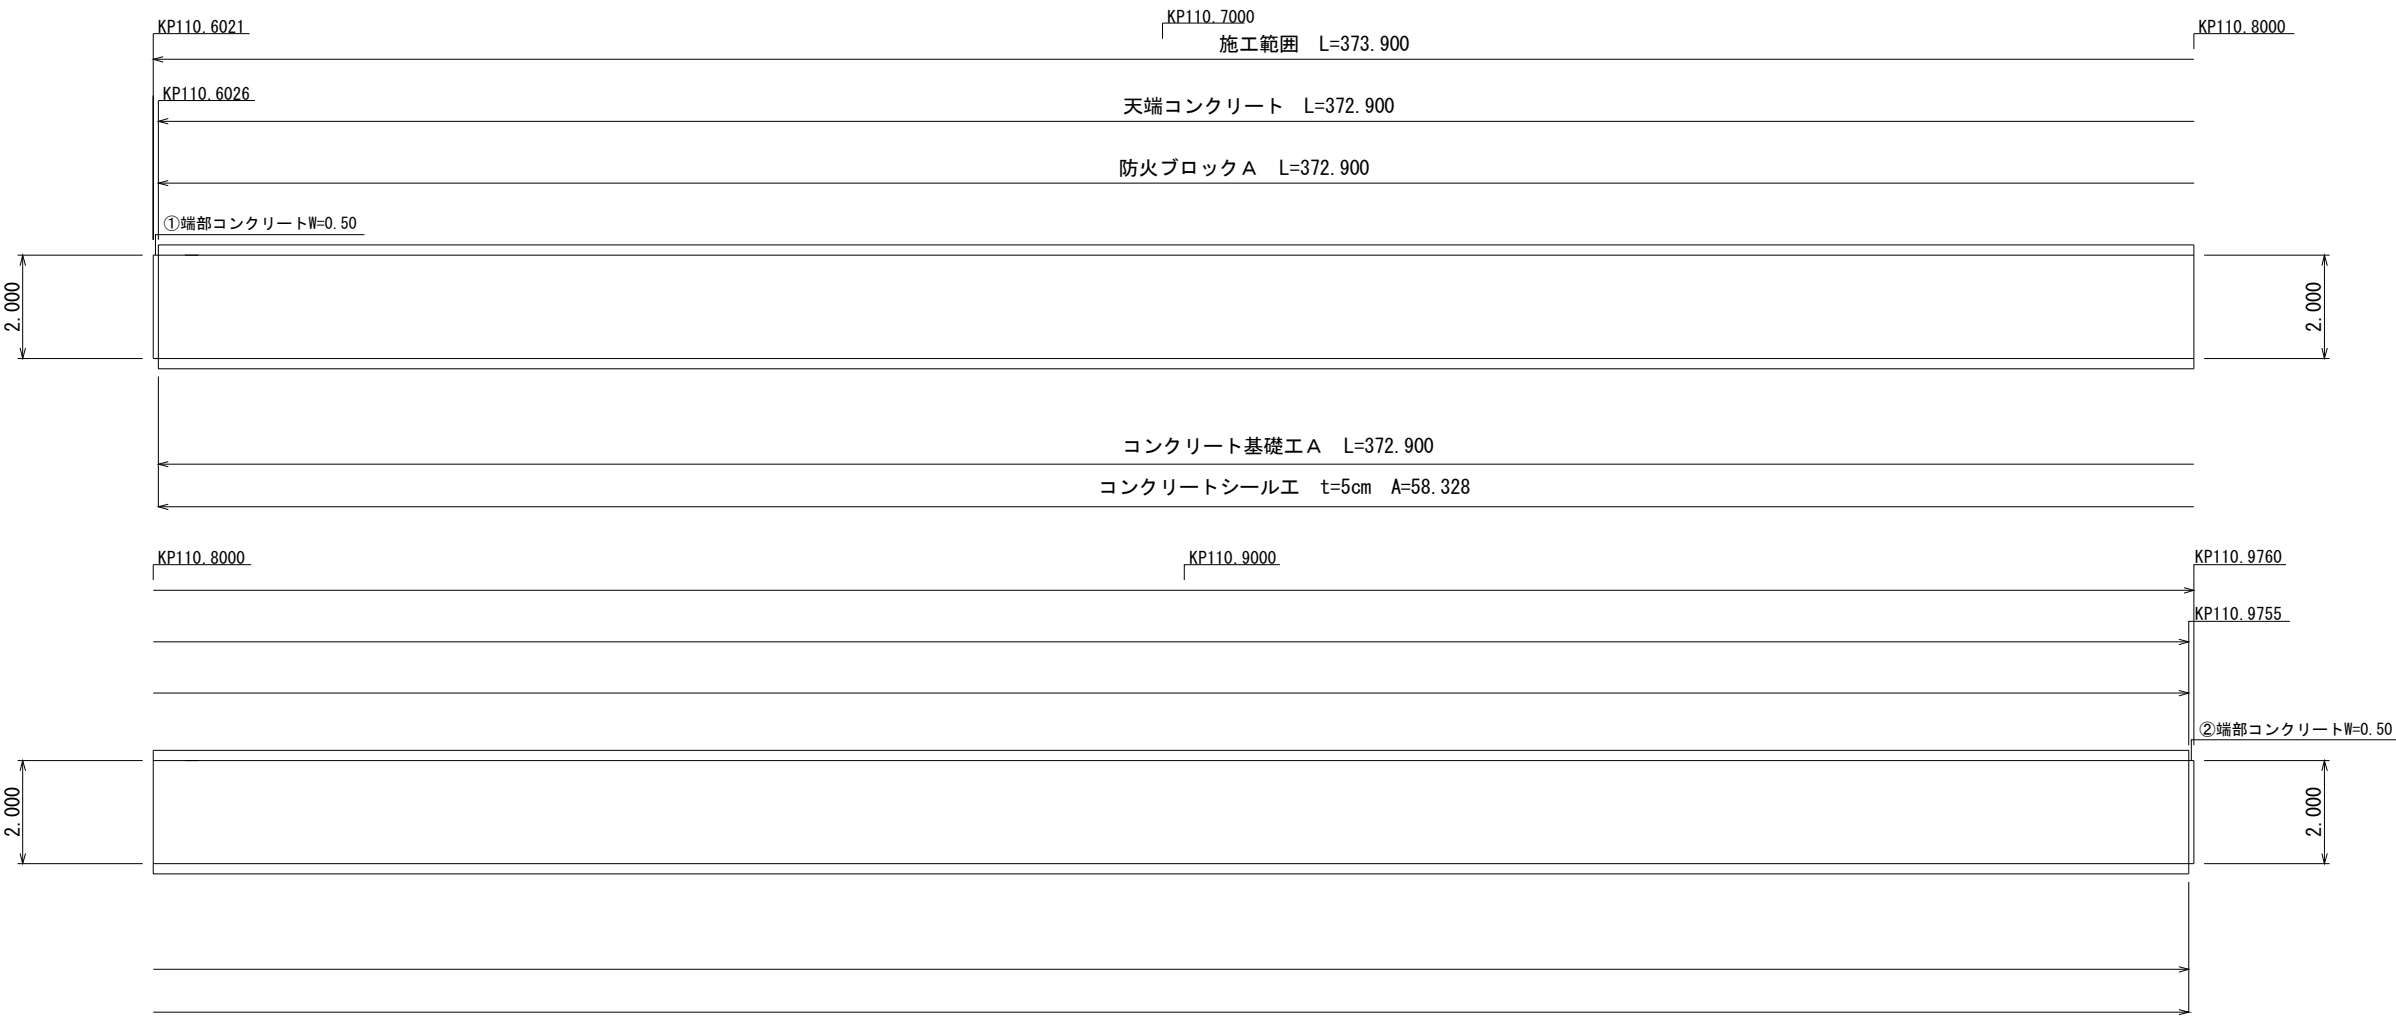 KP110.6021
KP110.7000
KP110.8000
施工範囲　L=373.900
KP110.6026
天端コンクリート　L=372.900
防火ブロックA　L=372.900
①端部コンクリートW=0.50
2.000
2.000
コンクリート基礎工A　L=372.900
コンクリートシール工　t=5cm　A=58.328
KP110.8000
KP110.9000
KP110.9760
KP110.9755
②端部コンクリートW=0.50
2.000
2.000